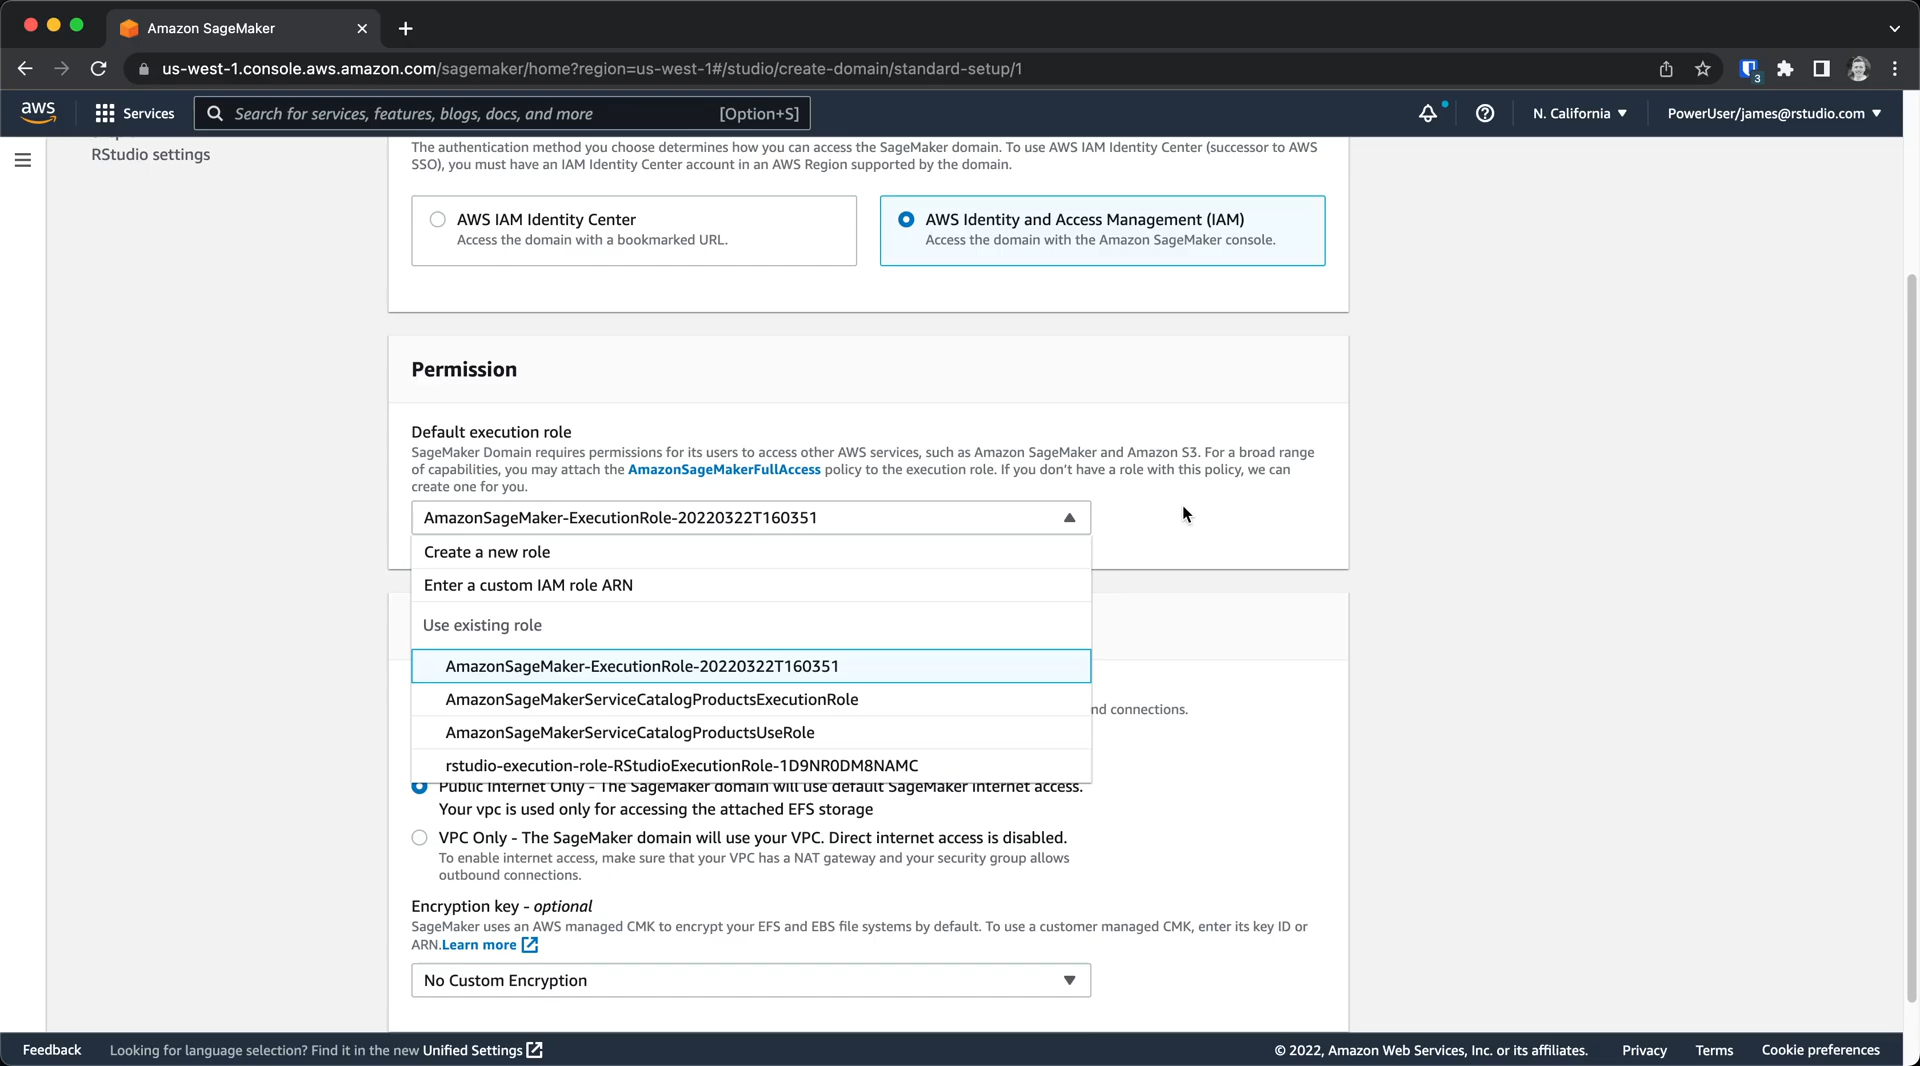 Amazon SageMaker
us-west-1.console.aws.amazon.com/sagemaker/home?region=us-west-1#/studio/create-domain/standard-setup/1
3
aws
Services
Search for services, features, blogs, docs, and more
[Option+S]
N. California
PowerUser/james@rstudio.com
RStudio settings
The authentication method you choose determines how you can access the SageMaker domain. To use AWS IAM Identity Center (successor to AWS
SSO), you must have an IAM Identity Center account in an AWS Region supported by the domain.
AWS IAM Identity Center
Access the domain with a bookmarked URL.
AWS Identity and Access Management (IAM)
Access the domain with the Amazon SageMaker console.
Permission
Default execution role
SageMaker Domain requires permissions for its users to access other AWS services, such as Amazon SageMaker and Amazon S3. For a broad range
of capabilities, you may attach the AmazonSageMakerFullAccess policy to the execution role. If you don't have a role with this policy, we can
create one for you.
AmazonSageMaker-ExecutionRole-20220322T160351
Create a new role
Enter a custom IAM role ARN
Use existing role
AmazonSageMaker-ExecutionRole-20220322T160351
AmazonSageMakerServiceCatalogProductsExecutionRole
nd connections.
AmazonSageMakerServiceCatalogProductsUseRole
rstudio-execution-role-RStudioExecutionRole-1D9NR0DM8NAMC
Public Internet Only - The SageMaker domain will use default SageMaker internet access.
Your vpc is used only for accessing the attached EFS storage
VPC Only - The SageMaker domain will use your VPC. Direct internet access is disabled.
To enable internet access, make sure that your VPC has a NAT gateway and your security group allows
outbound connections.
Encryption key - optional
SageMaker uses an AWS managed CMK to encrypt your EFS and EBS file systems by default. To use a customer managed CMK, enter its key ID or
ARN.Learn more
No Custom Encryption
Feedback
Looking for language selection? Find it in the new Unified Settings
© 2022, Amazon Web Services, Inc. or its affiliates.
Privacy
Terms
Cookie preferences